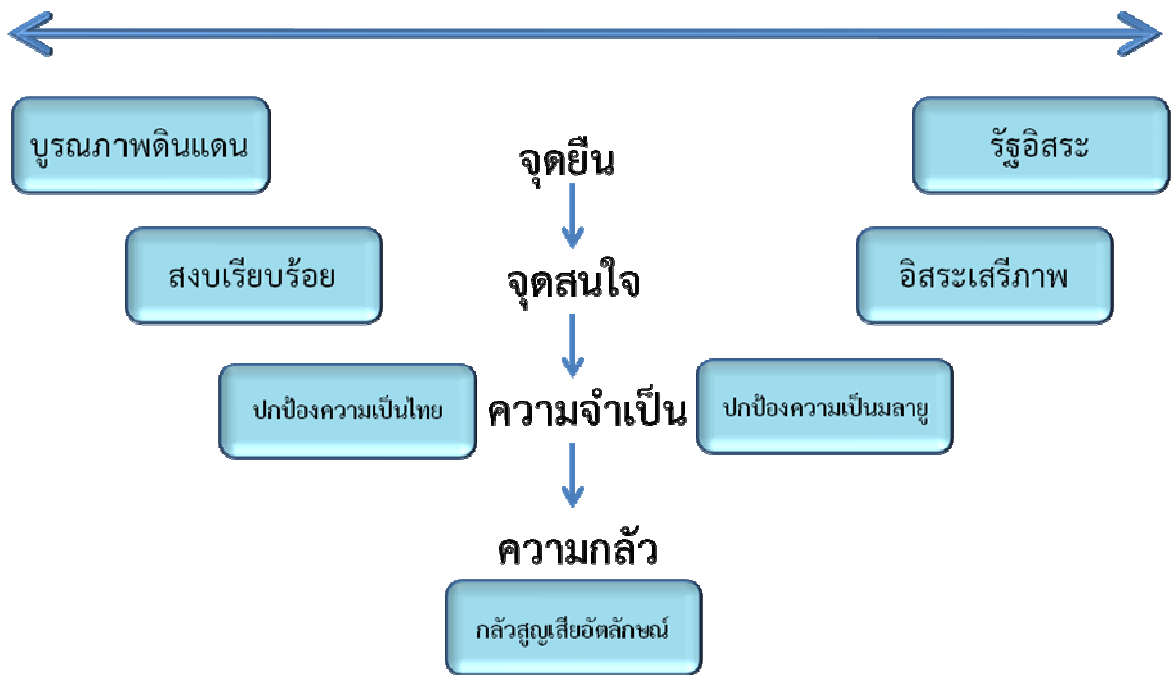 บูรณภาพดินแดน
จุดยืน
รัฐอิสระ
สงบเรียบร้อย
จุดสนใจ
อิสระเสรีภาพ
ปกป้องความเป็นไทย
ความจำเป็น
ปกป้องความเป็นมลายู
ความกลัว
กลัวสูญเสียอัตลักษณ์